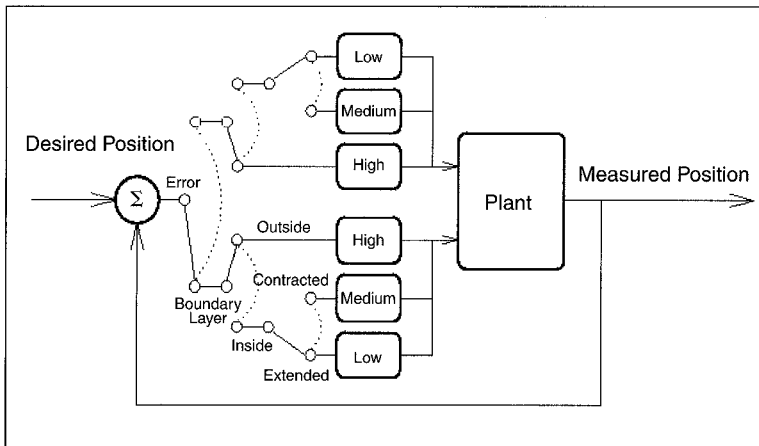 Low
Medium
Desired Position
High
Measured Position
Error
Σ
Plant
Outside
High
Contracted
Boundary
Layer
Medium
Inside
Low
Extended